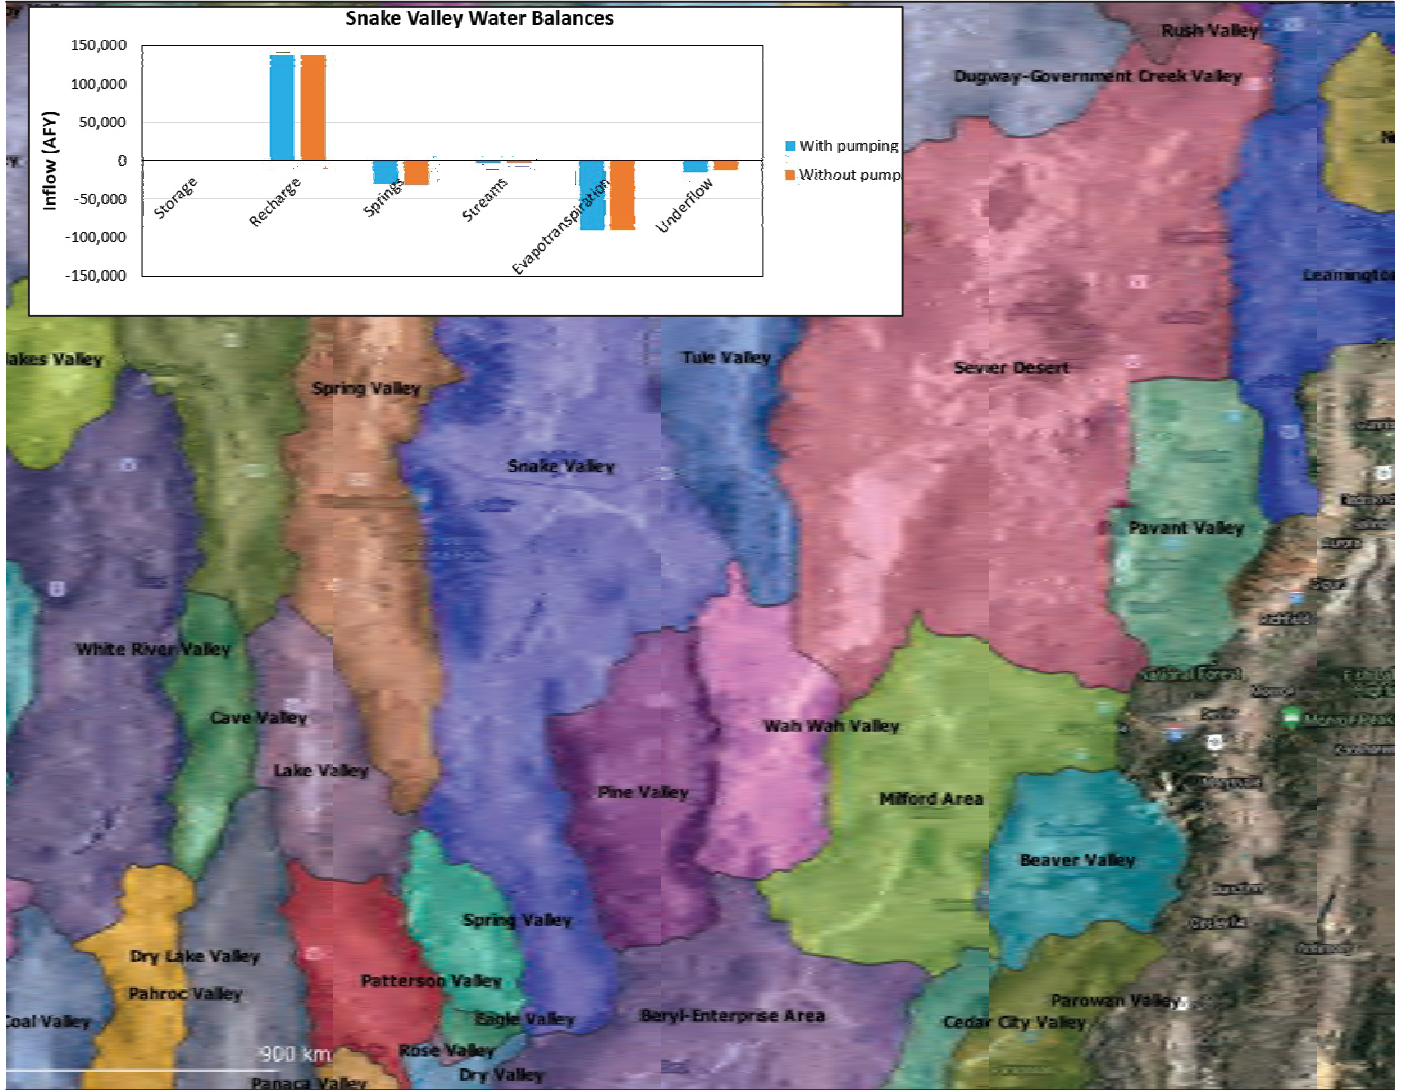 Snake Valley Water Balances
150,000
100,000
50,000
0
-50,000
-100,000
-150,000
Inflow (AFY)
Storage
Recharge
Springs
Streams
Evapotranspiration
Underflow
With pumping
Without pump
Rush Valley
Dugway-Government Creek Valley
Leamington
akes Valley
Spring Valley
Tule Valley
Sevier Desert
Snake Valley
Pavant Valley
White River Valley
Richfield
National Forest
Cave Valley
Wah Wah Valley
Monroe Peak
Lake Valley
Pine Valley
Milford Area
Beaver Valley
Spring Valley
Dry Lake Valley
Patterson Valley
Pahroc Valley
Parowan Valley
Coal Valley
Eagle Valley
Beryl-Enterprise Area
Cedar City Valley
900 km
Rose Valley
Dry Valley
Panaca Valley